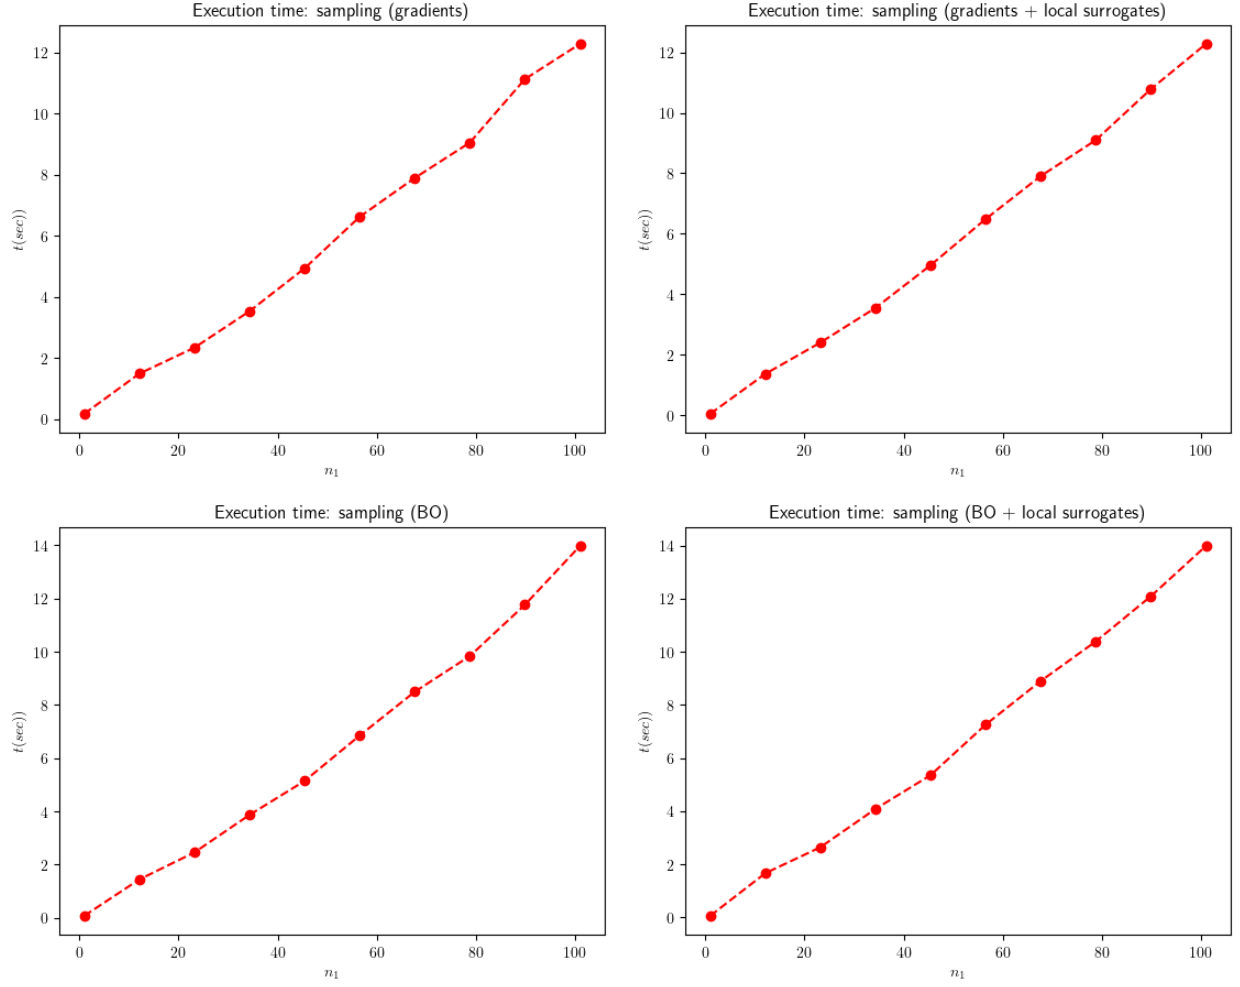 Execution time: sampling (gradients)
12
10
8
6
4
2
0
t(sec))
0 20 40 60 80 100
n₁
Execution time: sampling (gradients + local surrogates)
12
10
8
6
4
2
0
t(sec))
0 20 40 60 80 100
n₁
Execution time: sampling (BO)
14
12
10
8
6
4
2
0
t(sec))
0 20 40 60 80 100
n₁
Execution time: sampling (BO + local surrogates)
14
12
10
8
6
4
2
0
t(sec))
0 20 40 60 80 100
n₁